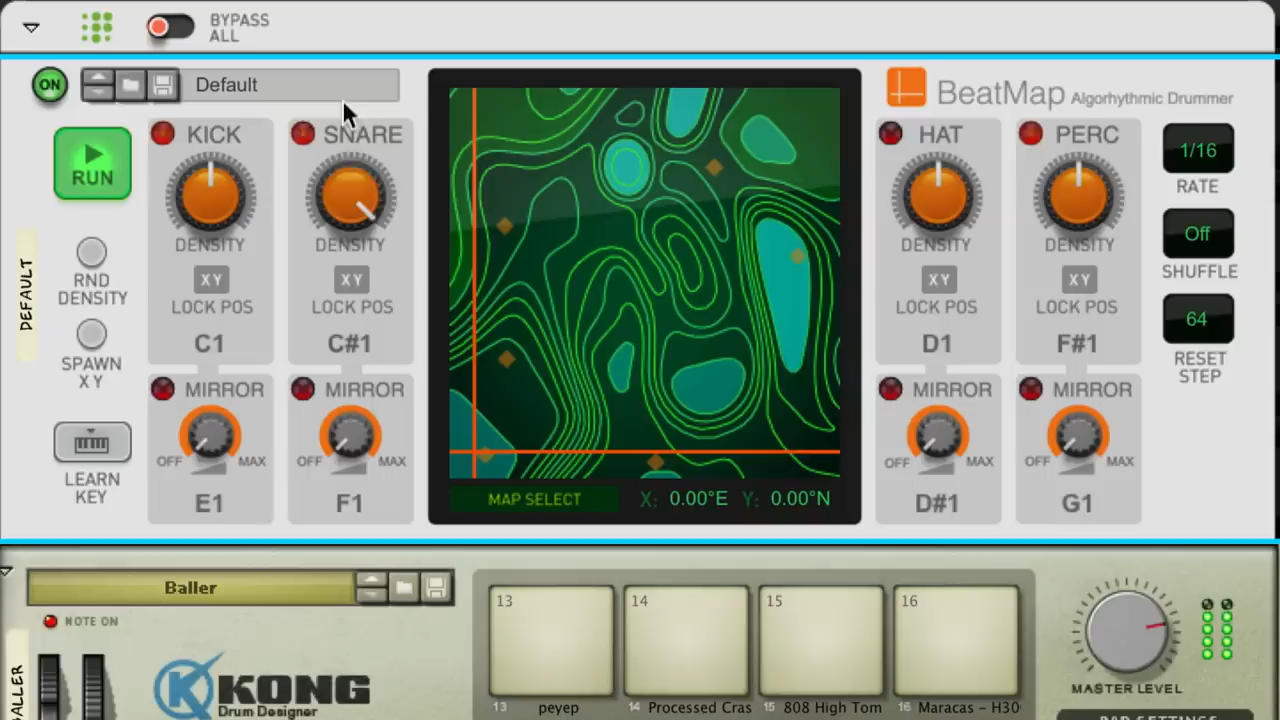 BYPASS
ALL
ON
Default
BeatMap Algorhythmic Drummer
RUN
KICK
SNARE
HAT
PERC
1/16
RATE
DENSITY
DENSITY
DENSITY
DENSITY
Off
SHUFFLE
RND
DENSITY
XY
XY
XY
XY
LOCK POS
LOCK POS
LOCK POS
LOCK POS
DEFAULT
64
RESET
STEP
C1
C#1
D1
F#1
SPAWN
X Y
MIRROR
MIRROR
MIRROR
MIRROR
OFF MAX
OFF MAX
OFF MAX
OFF MAX
LEARN
KEY
E1
F1
D#1
G1
MAP SELECT
X: 0.00°E Y: 0.00°N
Baller
NOTE ON
KONG
Drum Designer
13
14
15
16
13 peyep
14 Processed Cras
15 808 High Tom
16 Maracas - H30
MASTER LEVEL